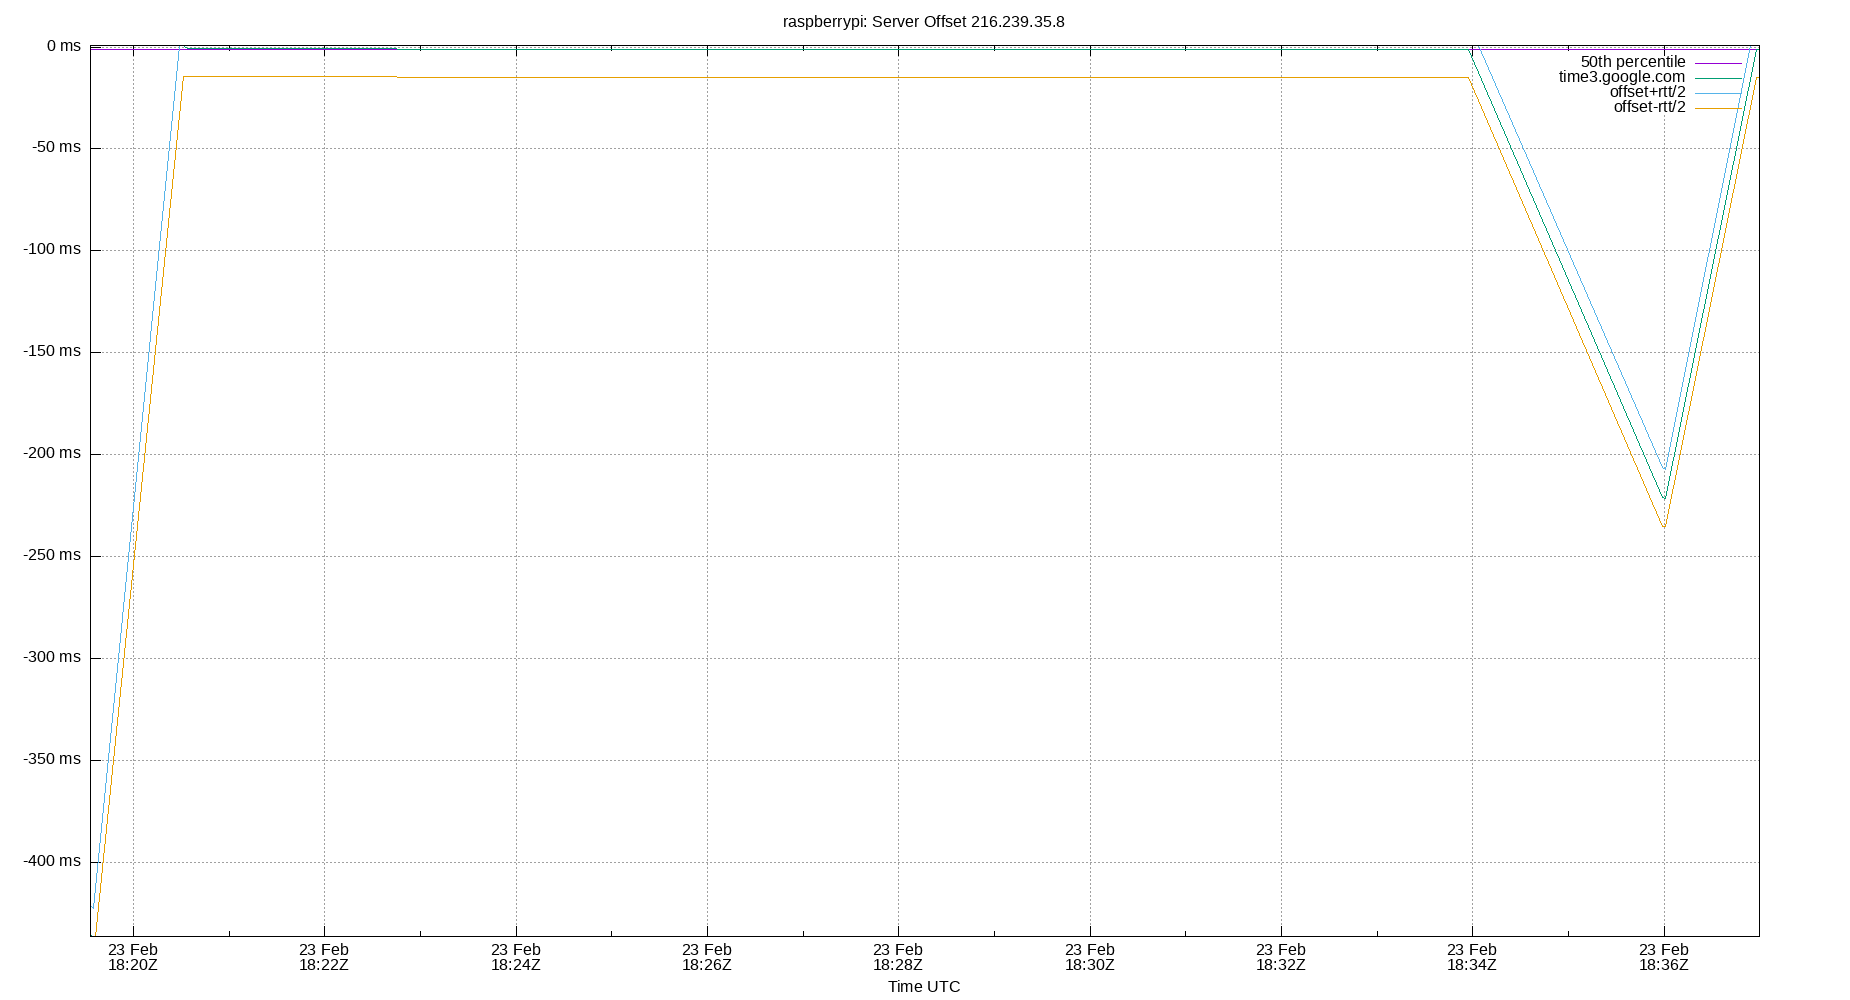 raspberrypi: Server Offset 216.239.35.8
0 ms
50th percentile
time3.google.com
offset+rtt/2
offset-rtt/2
-50 ms
-100 ms
-150 ms
-200 ms
-250 ms
-300 ms
-350 ms
-400 ms
23 Feb 23 Feb 23 Feb 23 Feb 23 Feb 23 Feb 23 Feb 23 Feb 23 Feb
18:20Z 18:22Z 18:24Z 18:26Z 18:28Z 18:30Z 18:32Z 18:34Z 18:36Z
Time UTC